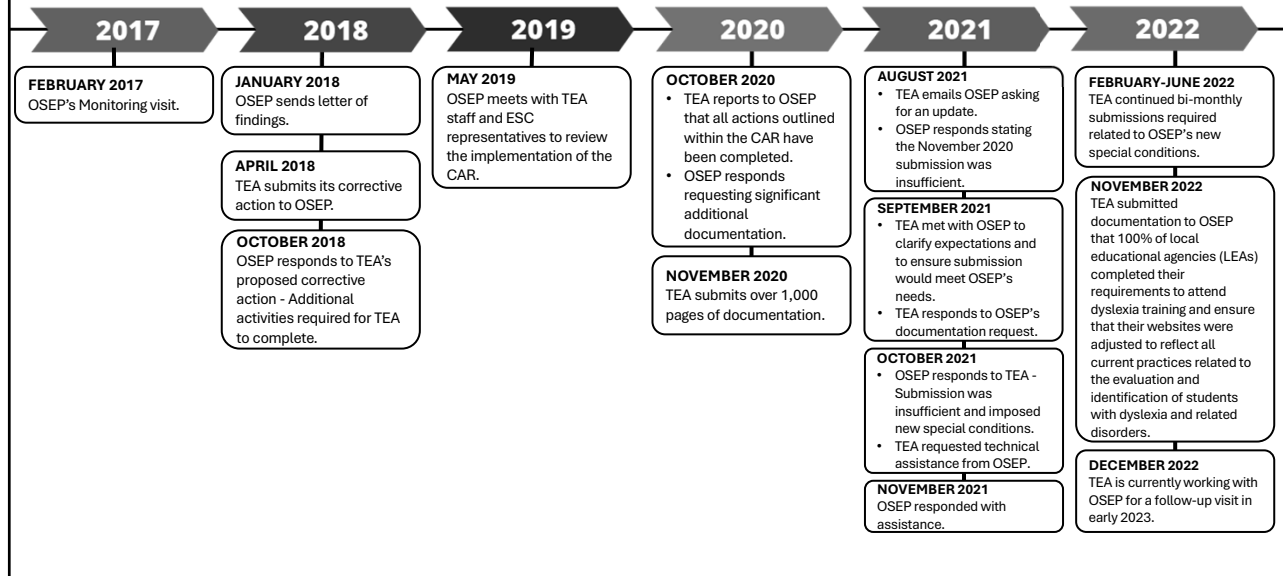 2017
2018
2019
2020
2021
2022
FEBRUARY 2017
OSEP's Monitoring visit.
JANUARY 2018
OSEP sends letter of
findings.
APRIL 2018
TEA submits its corrective
action to OSEP.
OCTOBER 2018
OSEP responds to TEA's
proposed corrective
action - Additional
activities required for TEA
to complete.
MAY 2019
OSEP meets with TEA
staff and ESC
representatives to review
the implementation of the
CAR.
OCTOBER 2020
• TEA reports to OSEP
that all actions outlined
within the CAR have
been completed.
• OSEP responds
requesting significant
additional
documentation.
NOVEMBER 2020
TEA submits over 1,000
pages of documentation.
AUGUST 2021
• TEA emails OSEP asking
for an update.
• OSEP responds stating
the November 2020
submission was
insufficient.
SEPTEMBER 2021
• TEA met with OSEP to
clarify expectations and
to ensure submission
would meet OSEP's
needs.
• TEA responds to OSEP's
documentation request.
OCTOBER 2021
• OSEP responds to TEA -
Submission was
insufficient and imposed
new special conditions.
• TEA requested technical
assistance from OSEP.
NOVEMBER 2021
OSEP responded with
assistance.
FEBRUARY-JUNE 2022
TEA continued bi-monthly
submissions required
related to OSEP's new
special conditions.
NOVEMBER 2022
TEA submitted
documentation to OSEP
that 100% of local
educational agencies (LEAs)
completed their
requirements to attend
dyslexia training and ensure
that their websites were
adjusted to reflect all
current practices related to
the evaluation and
identification of students
with dyslexia and related
disorders.
DECEMBER 2022
TEA is currently working with
OSEP for a follow-up visit in
early 2023.